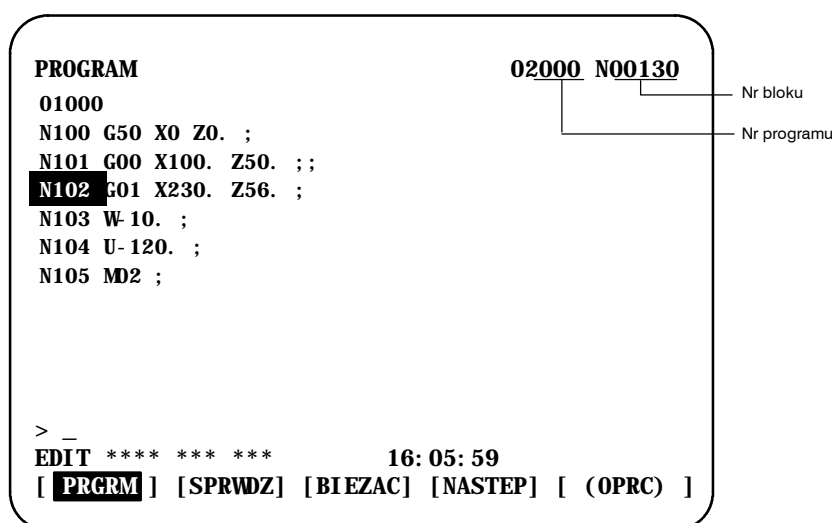 PROGRAM O2000 N00130
O1000
N100 G50 X0 Z0. ;
N101 G00 X100. Z50. ;;
N102 G01 X230. Z56. ;
N103 W-10. ;
N104 U-120. ;
N105 M02 ;
> _
EDIT **** *** *** 16:05:59
[ PRGRM ] [SPRWDZ] [BIEZAC] [NASTEP] [ (OPRC) ]
Nr bloku
Nr programu